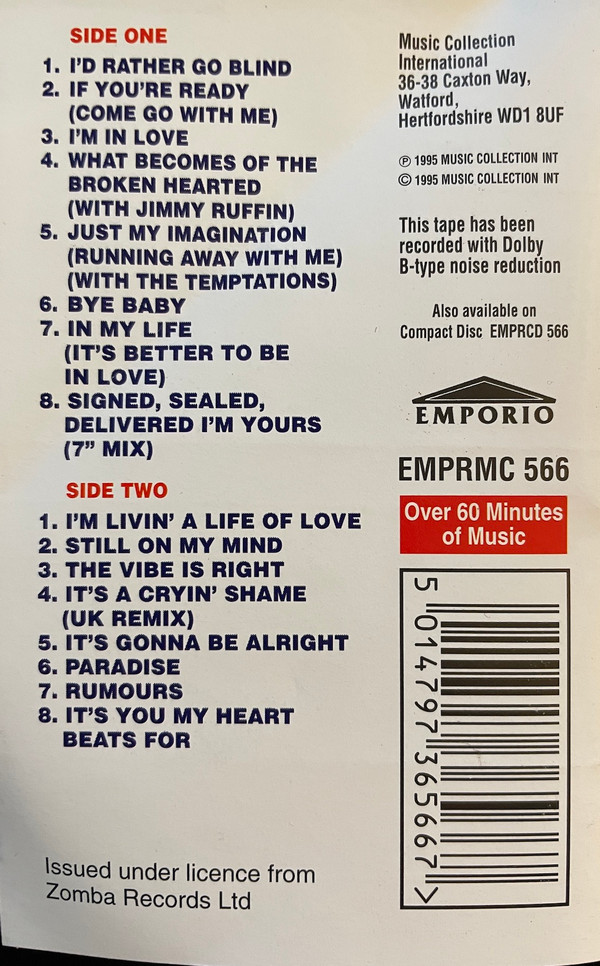 SIDE ONE
1. I'D RATHER GO BLIND
2. IF YOU'RE READY
(COME GO WITH ME)
3. I'M IN LOVE
4. WHAT BECOMES OF THE
BROKEN HEARTED
(WITH JIMMY RUFFIN)
5. JUST MY IMAGINATION
(RUNNING AWAY WITH ME)
(WITH THE TEMPTATIONS)
6. BYE BABY
7. IN MY LIFE
(IT'S BETTER TO BE
IN LOVE)
8. SIGNED, SEALED,
DELIVERED I'M YOURS
(7” MIX)
SIDE TWO
1. I'M LIVIN' A LIFE OF LOVE
2. STILL ON MY MIND
3. THE VIBE IS RIGHT
4. IT'S A CRYIN' SHAME
(UK REMIX)
5. IT'S GONNA BE ALRIGHT
6. PARADISE
7. RUMOURS
8. IT'S YOU MY HEART
BEATS FOR
Issued under licence from
Zomba Records Ltd
Music Collection
International
36-38 Caxton Way,
Watford,
Hertfordshire WD1 8UF
℗ 1995 MUSIC COLLECTION INT
© 1995 MUSIC COLLECTION INT
This tape has been
recorded with Dolby
B-type noise reduction
Also available on
Compact Disc EMPRCD 566
EMPORIO
EMPRMC 566
Over 60 Minutes
of Music
5 014797 365667 >